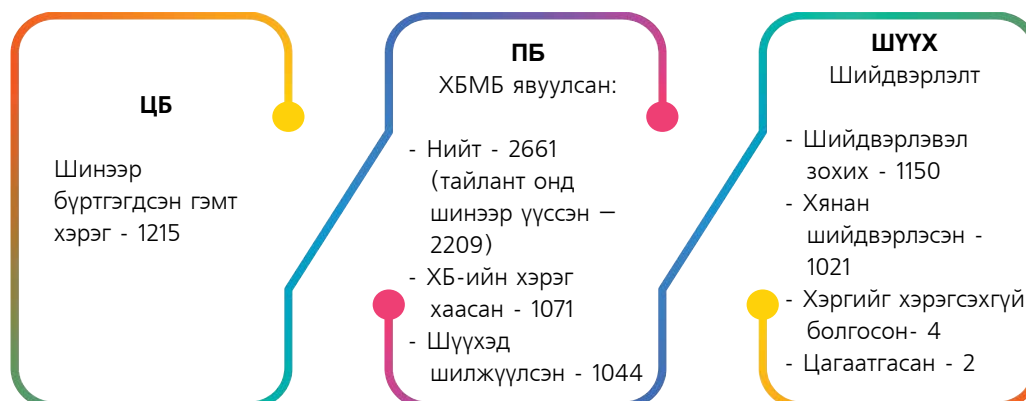 ЦБ
Шинээр
бүртгэгдсэн гэмт
хэрэг - 1215
ПБ
ХБМБ явуулсан:
- Нийт - 2661
(тайлант онд
шинээр үүссэн –
2209)
- ХБ-ийн хэрэг
хаасан - 1071
- Шүүхэд
шилжүүлсэн - 1044
ШҮҮХ
Шийдвэрлэлт
- Шийдвэрлэвэл
зохих - 1150
- Хянан
шийдвэрлэсэн -
1021
- Хэргийг хэрэгсэхгүй
болгосон- 4
- Цагаатгасан - 2